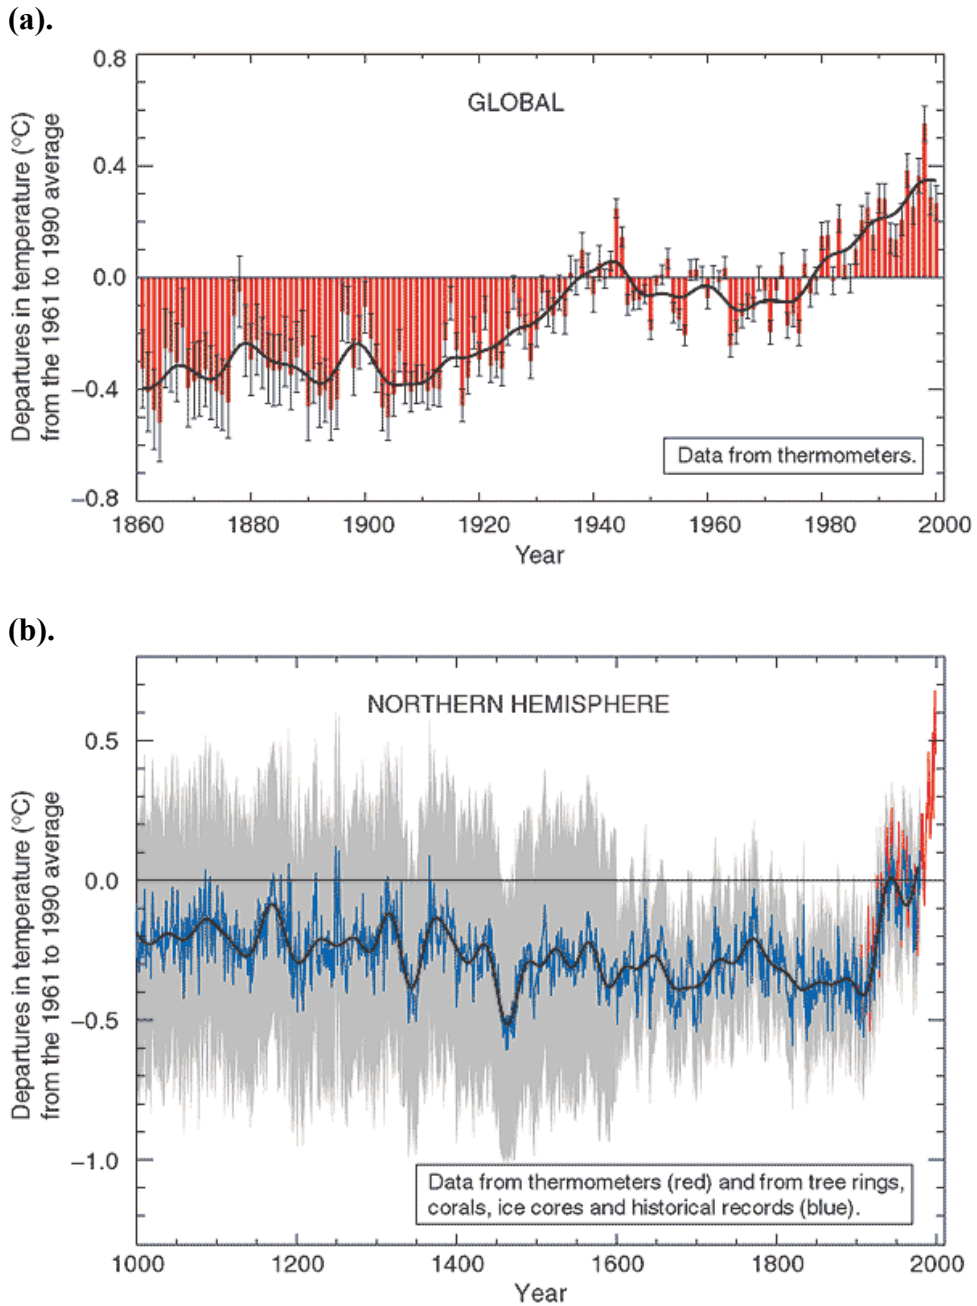 (a).
GLOBAL
Departures in temperature (°C)
from the 1961 to 1990 average
0.8
0.4
0.0
−0.4
−0.8
Data from thermometers.
1860 1880 1900 1920 1940 1960 1980 2000
Year
(b).
NORTHERN HEMISPHERE
Departures in temperature (°C)
from the 1961 to 1990 average
0.5
0.0
−0.5
−1.0
Data from thermometers (red) and from tree rings,
corals, ice cores and historical records (blue).
1000 1200 1400 1600 1800 2000
Year